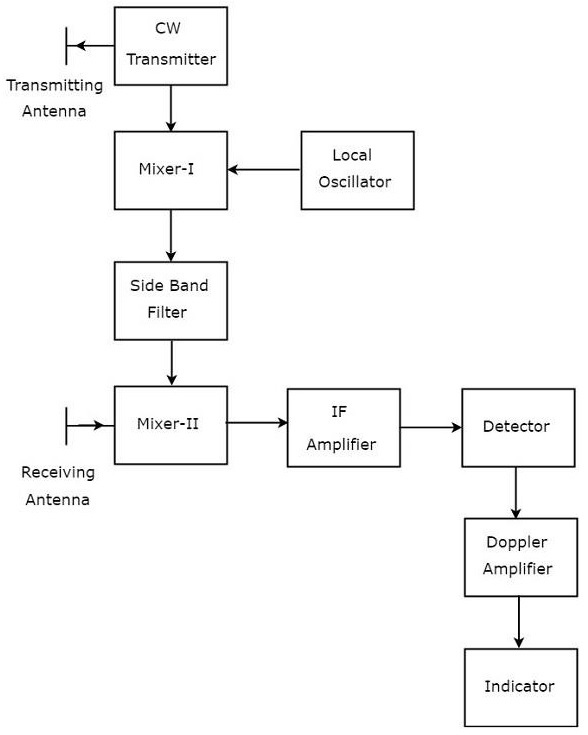 CW
Transmitter
Transmitting
Antenna
Mixer-I
Local
Oscillator
Side Band
Filter
Mixer-II
IF
Amplifier
Detector
Receiving
Antenna
Doppler
Amplifier
Indicator